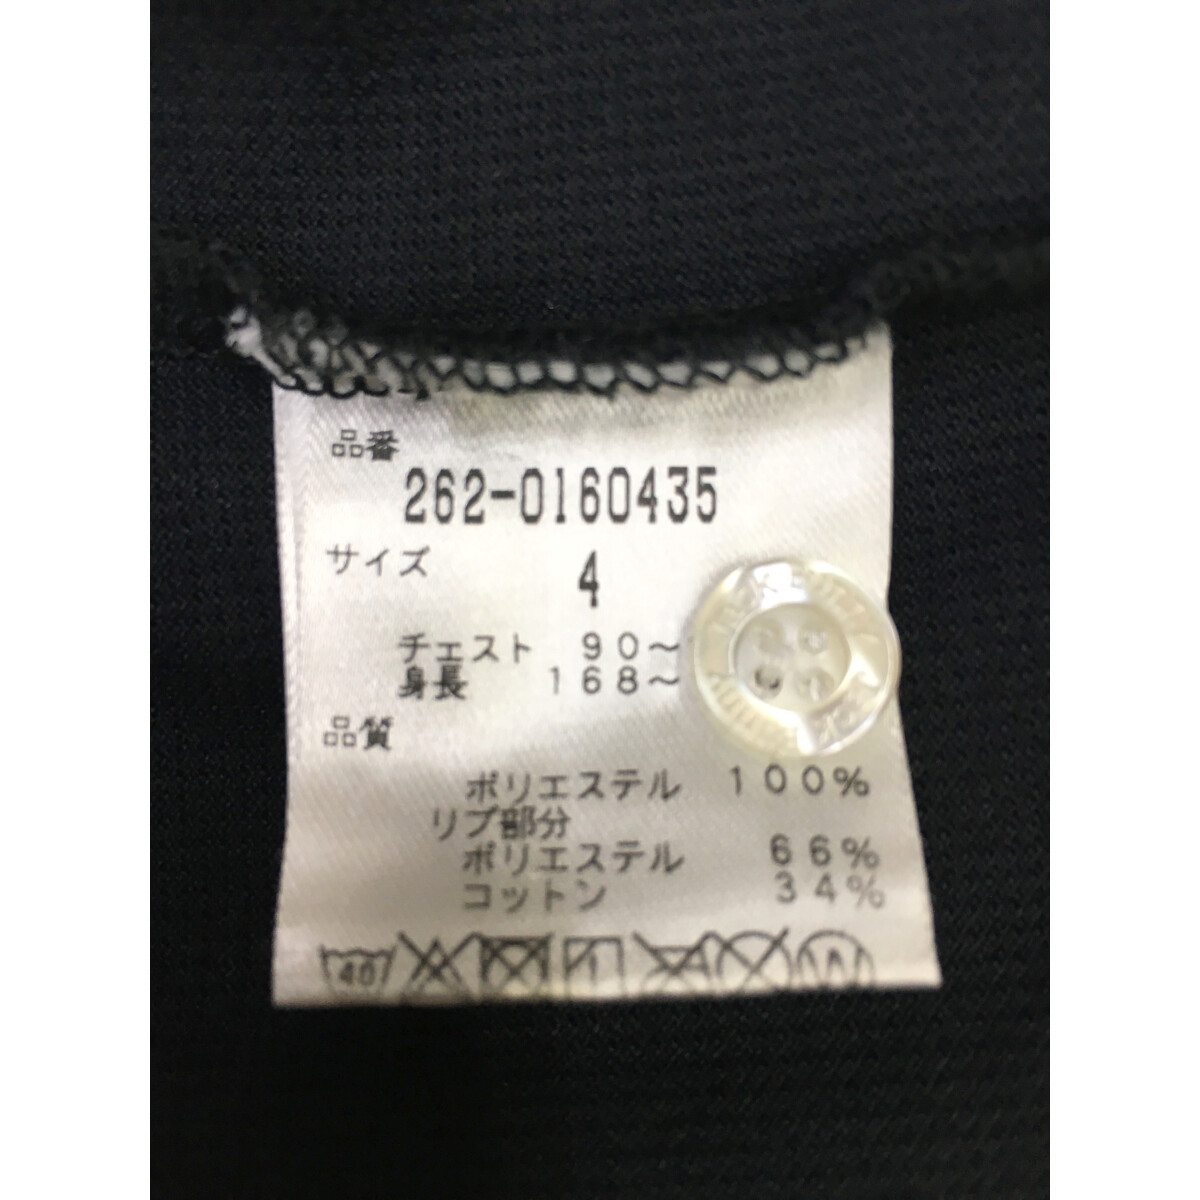 品番
262-0160435
サイズ
4
チェスト 90～
身長 168～
品質
ポリエステル 100%
リブ部分
ポリエステル 66%
コットン 34%
40
W